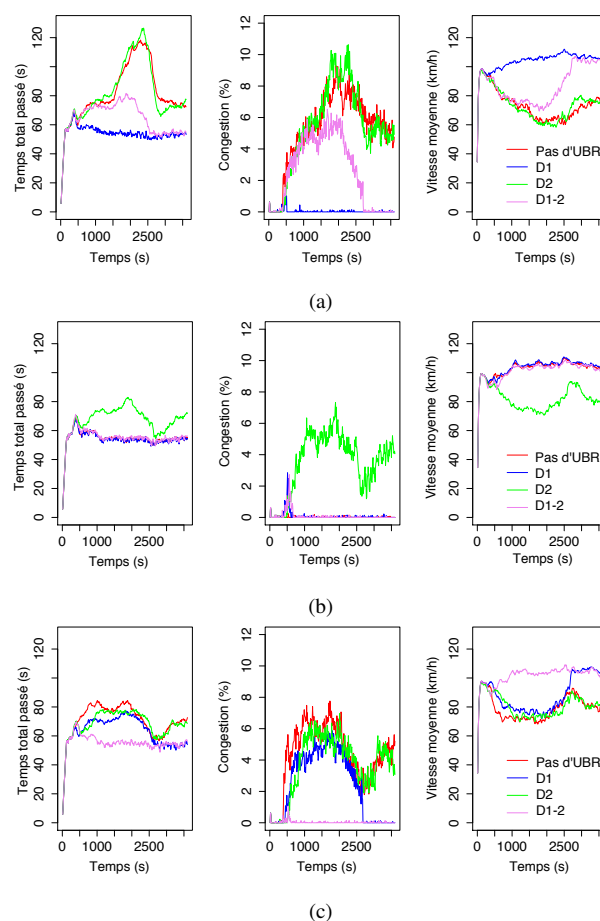 Temps total passé (s)
0 20 40 60 80 120
0 1000 2500
Temps (s)
Congestion (%)
0 2 4 6 8 10 12
0 1000 2500
Temps (s)
Vitesse moyenne (km/h)
0 20 40 60 80 120
Pas d'UBR
D1
D2
D1-2
0 1000 2500
Temps (s)
(a)
Temps total passé (s)
0 20 40 60 80 120
0 1000 2500
Temps (s)
Congestion (%)
0 2 4 6 8 10 12
0 1000 2500
Temps (s)
Vitesse moyenne (km/h)
0 20 40 60 80 120
Pas d'UBR
D1
D2
D1-2
0 1000 2500
Temps (s)
(b)
Temps total passé (s)
0 20 40 60 80 120
0 1000 2500
Temps (s)
Congestion (%)
0 2 4 6 8 10 12
0 1000 2500
Temps (s)
Vitesse moyenne (km/h)
0 20 40 60 80 120
Pas d'UBR
D1
D2
D1-2
0 1000 2500
Temps (s)
(c)